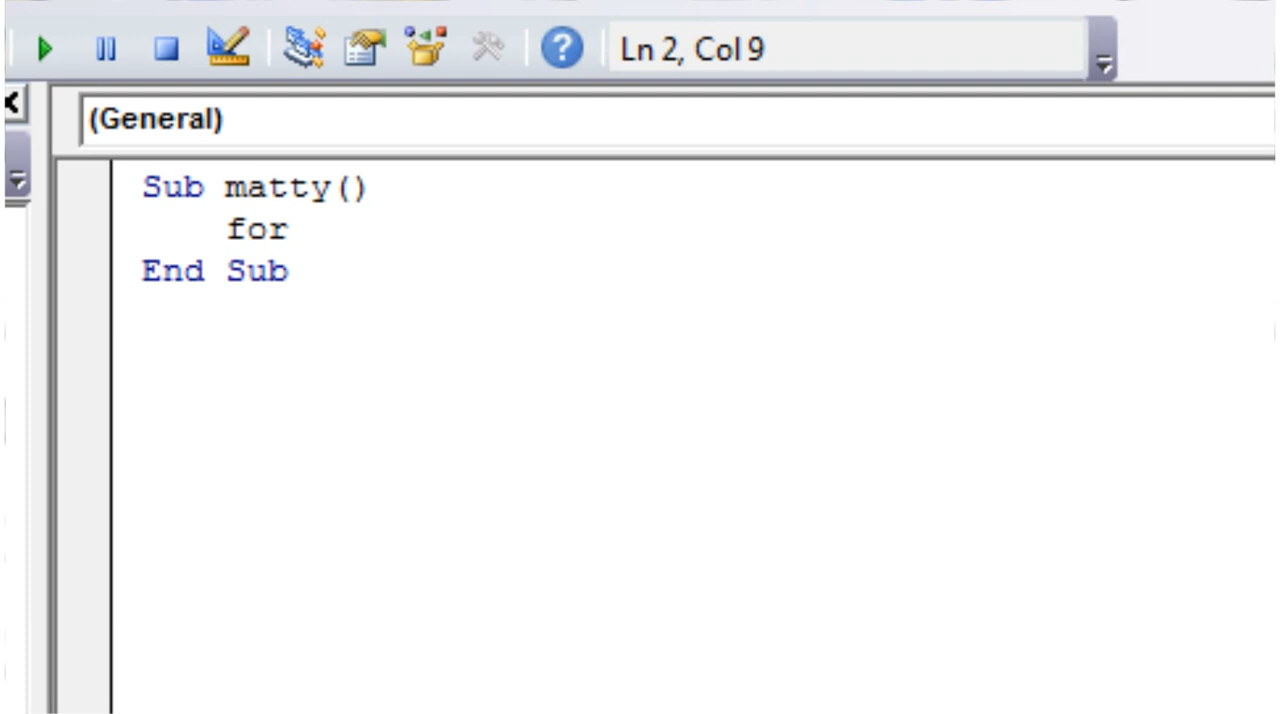 Ln 2, Col 9
(General)
Sub matty()
for
End Sub